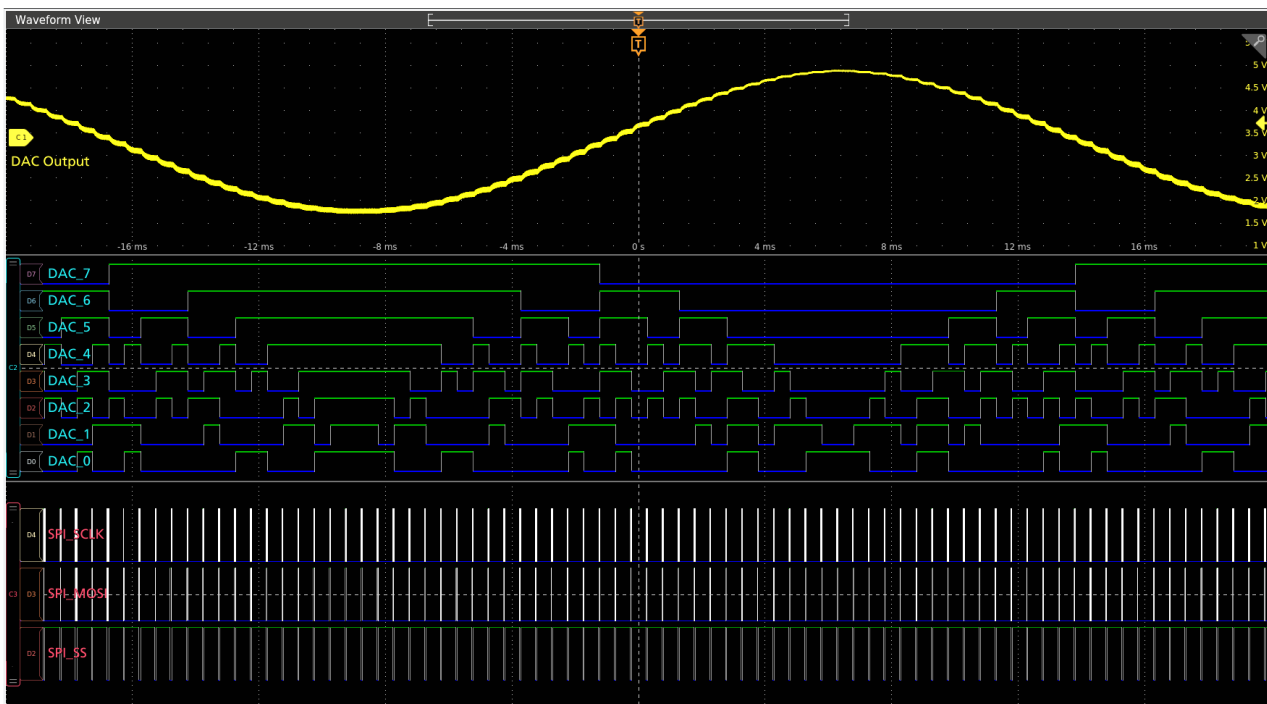 Waveform View
T
T
5 V
4.5 V
4 V
C 1
3.5 V
DAC Output
3 V
2.5 V
2 V
1.5 V
-16 ms -12 ms -8 ms -4 ms 0 s 4 ms 8 ms 12 ms 16 ms 1 V
D7 DAC_7
D6 DAC_6
D5 DAC_5
D4 DAC_4
C2
D3 DAC_3
D2 DAC_2
D1 DAC_1
D0 DAC_0
D4 SPI_SCLK
C3 D3 SPI_MOSI
D2 SPI_SS